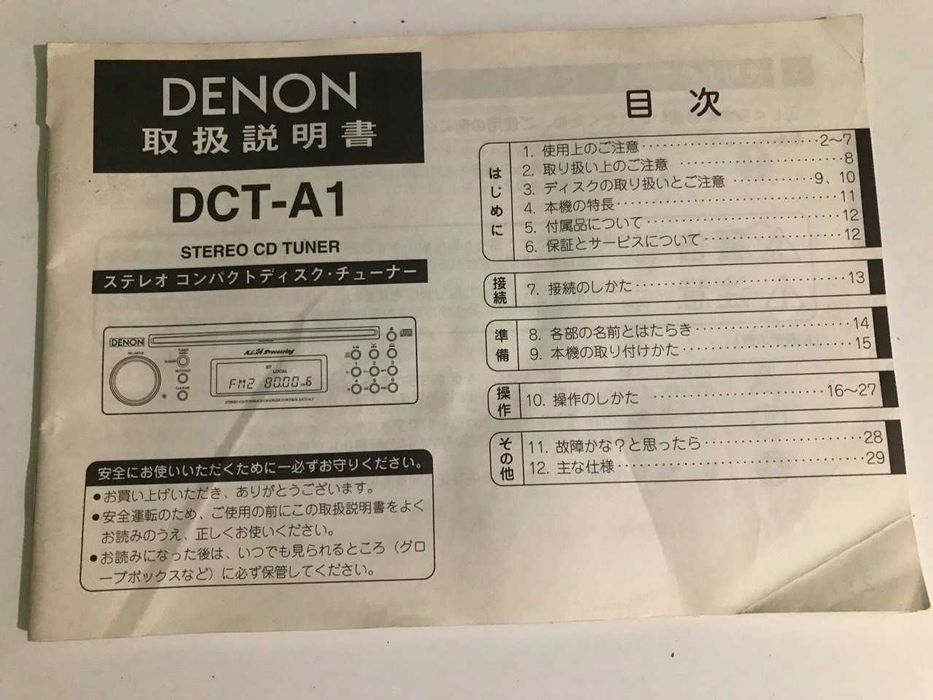 DENON
取扱説明書
DCT-A1
STEREO CD TUNER
ステレオ コンパクトディスク・チューナー
DENON
AL24 Processing
ST
LOCAL
FM2 80.00 6
安全にお使いいただくために一必ずお守りください。
●お買い上げいただき、ありがとうございます。
●安全運転のため、ご使用の前にこの取扱説明書をよく
お読みのうえ、正しくお使いください。
●お読みになった後は、いつでも見られるところ(グロ
ーブボックスなど)に必ず保管してください。
目次
はじめに
1. 使用上のご注意 ························2~7
2. 取り扱い上のご注意 ························8
3. ディスクの取り扱いとご注意 ············9、10
4. 本機の特長 ························11
5. 付属品について ························12
6. 保証とサービスについて ··················12
接続
7. 接続のしかた ························13
準備
8. 各部の名前とはたらき ··················14
9. 本機の取り付けかた ··················15
操作
10. 操作のしかた ··················16~27
その他
11. 故障かな?と思ったら ··················28
12. 主な仕様 ························29